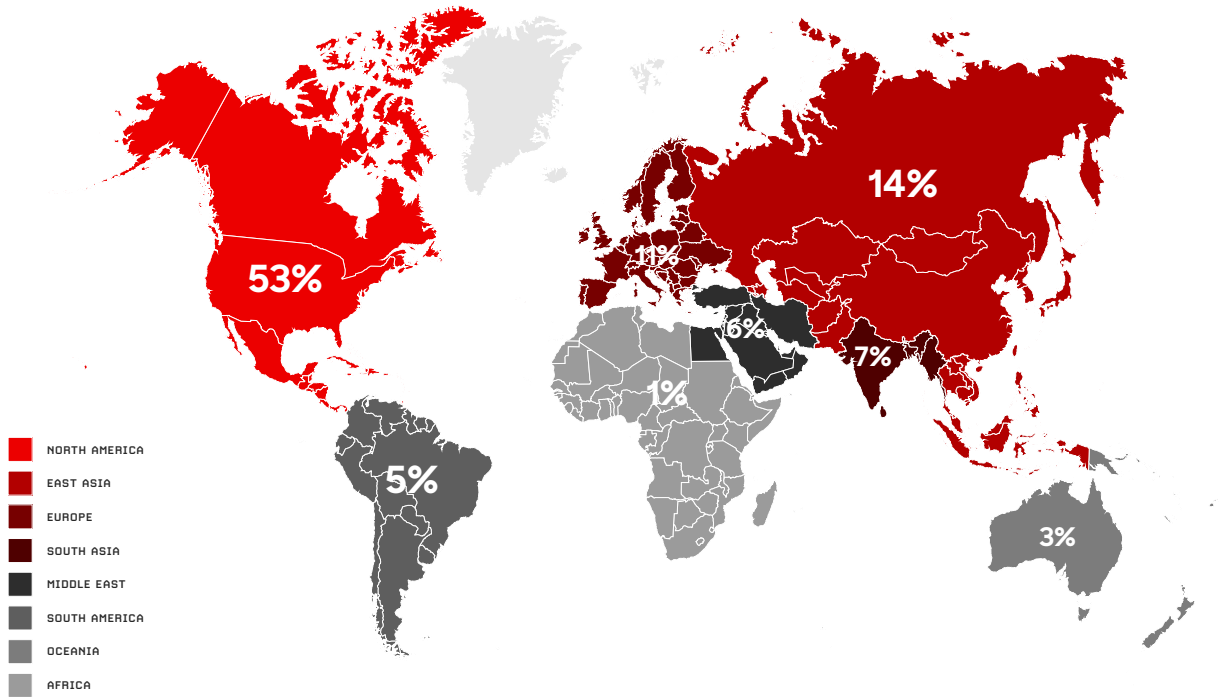 14%
11%
53%
6%
7%
1%
5%
3%
NORTH AMERICA
EAST ASIA
EUROPE
SOUTH ASIA
MIDDLE EAST
SOUTH AMERICA
OCEANIA
AFRICA